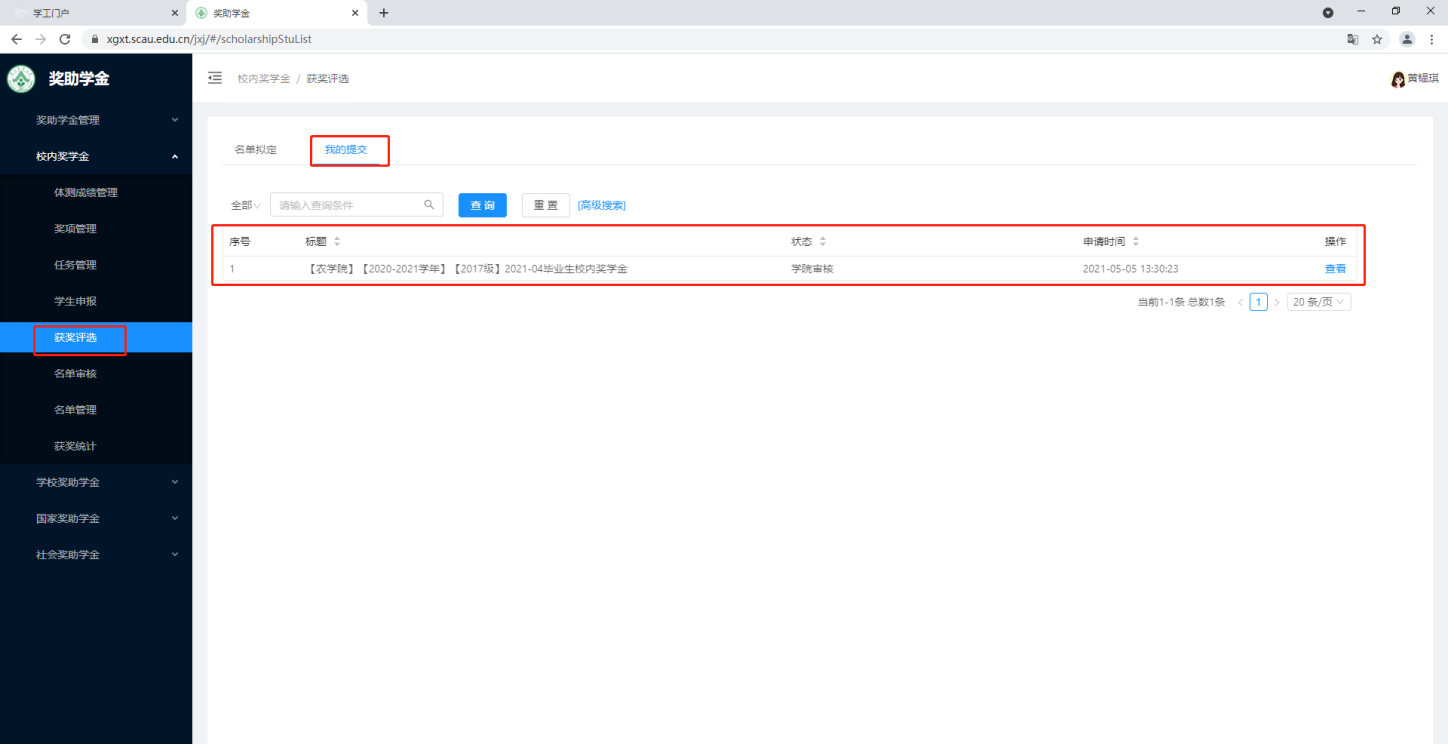 学工门户
奖助学金
xgxt.scau.edu.cn/jxj/#/scholarshipStuList
奖助学金
校内奖学金 / 获奖评选
黄韫琪
奖助学金管理
校内奖学金
体测成绩管理
奖项管理
任务管理
学生申报
获奖评选
名单审核
名单管理
获奖统计
学校奖助学金
国家奖助学金
社会奖助学金
名单拟定 我的提交
全部 请输入查询条件 查 询 重 置 [高级搜索]
序号 标题 状态 申请时间 操作
1 【农学院】【2020-2021学年】【2017级】2021-04毕业生校内奖学金 学院审核 2021-05-05 13:30:23 查看
当前1-1条 总数1条 < 1 > 20 条/页